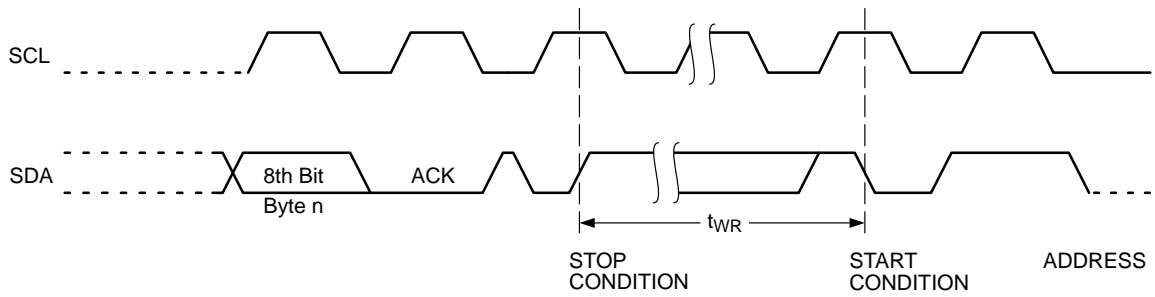 SCL
SDA
8th Bit
Byte n
ACK
tWR
STOP
CONDITION
START
CONDITION
ADDRESS